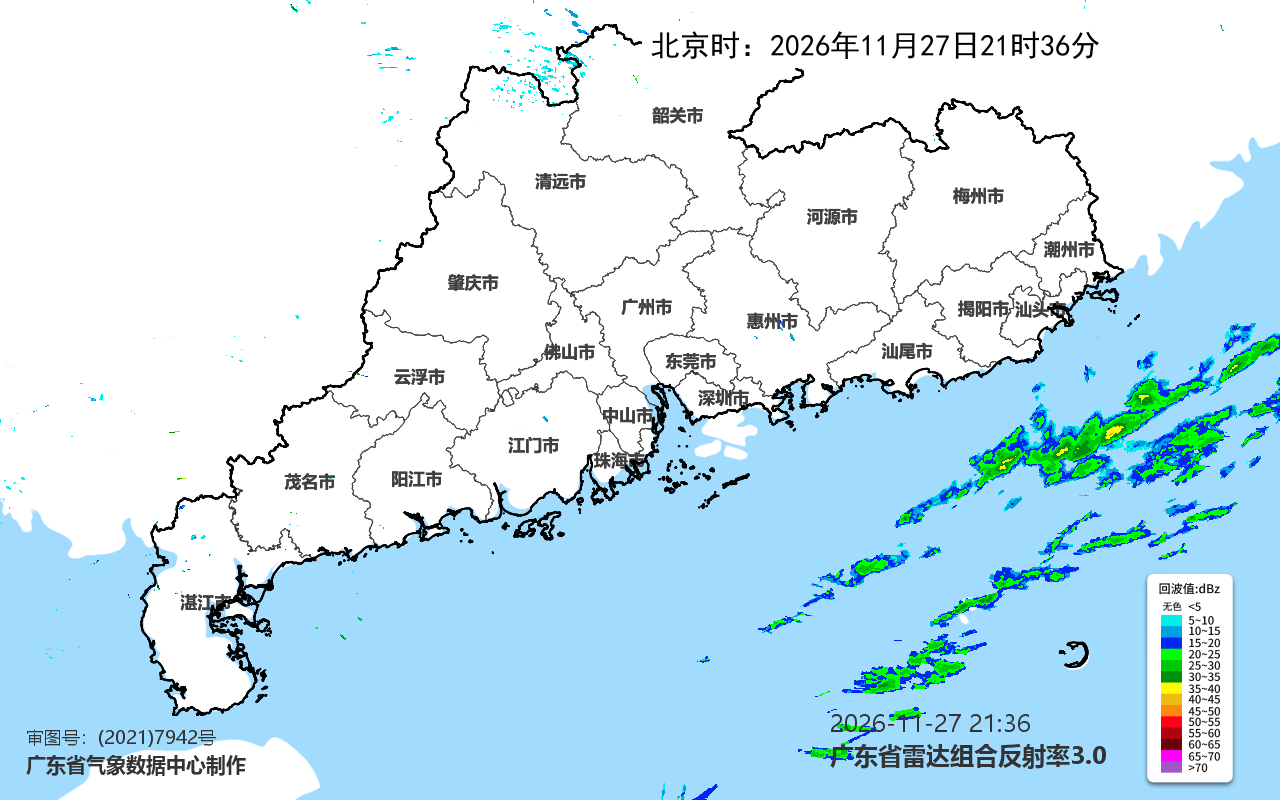 北京时：2026年11月27日21时36分
韶关市
清远市
梅州市
河源市
潮州市
肇庆市
广州市
揭阳市
汕头市
惠州市
佛山市
汕尾市
东莞市
云浮市
深圳市
中山市
江门市
珠海市
阳江市
茂名市
湛江市
回波值:dBz
无色 <5
5~10
10~15
15~20
20~25
25~30
30~35
35~40
40~45
45~50
50~55
55~60
60~65
65~70
>70
2026-11-27 21:36
广东省雷达组合反射率3.0
审图号：(2021)7942号
广东省气象数据中心制作